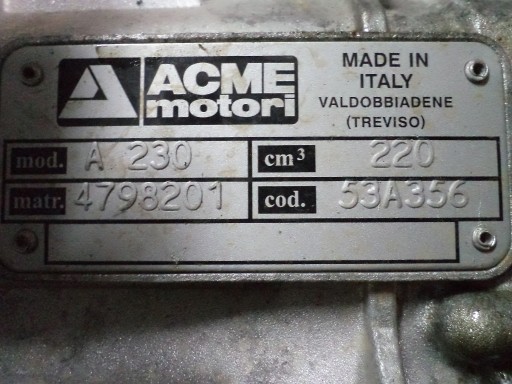 ACME
motori
MADE IN
ITALY
VALDOBBIADENE
(TREVISO)
mod. A 230 cm³ 220
matr. 4798201 cod. 53A356